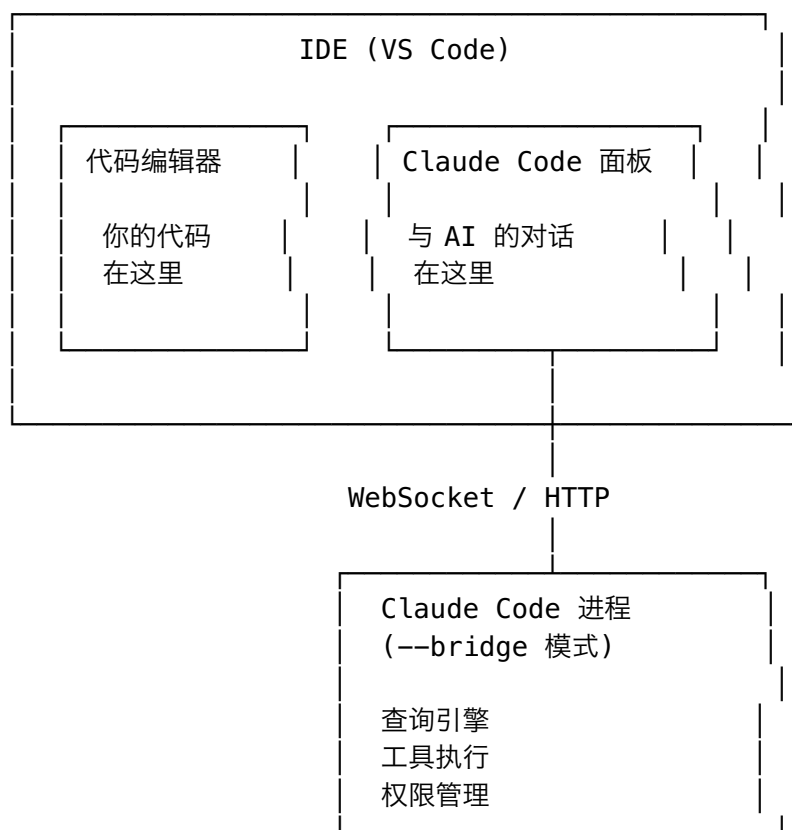 IDE (VS Code)
代码编辑器
Claude Code 面板
你的代码
与 AI 的对话
在这里
在这里
WebSocket / HTTP
Claude Code 进程
(--bridge 模式)
查询引擎
工具执行
权限管理